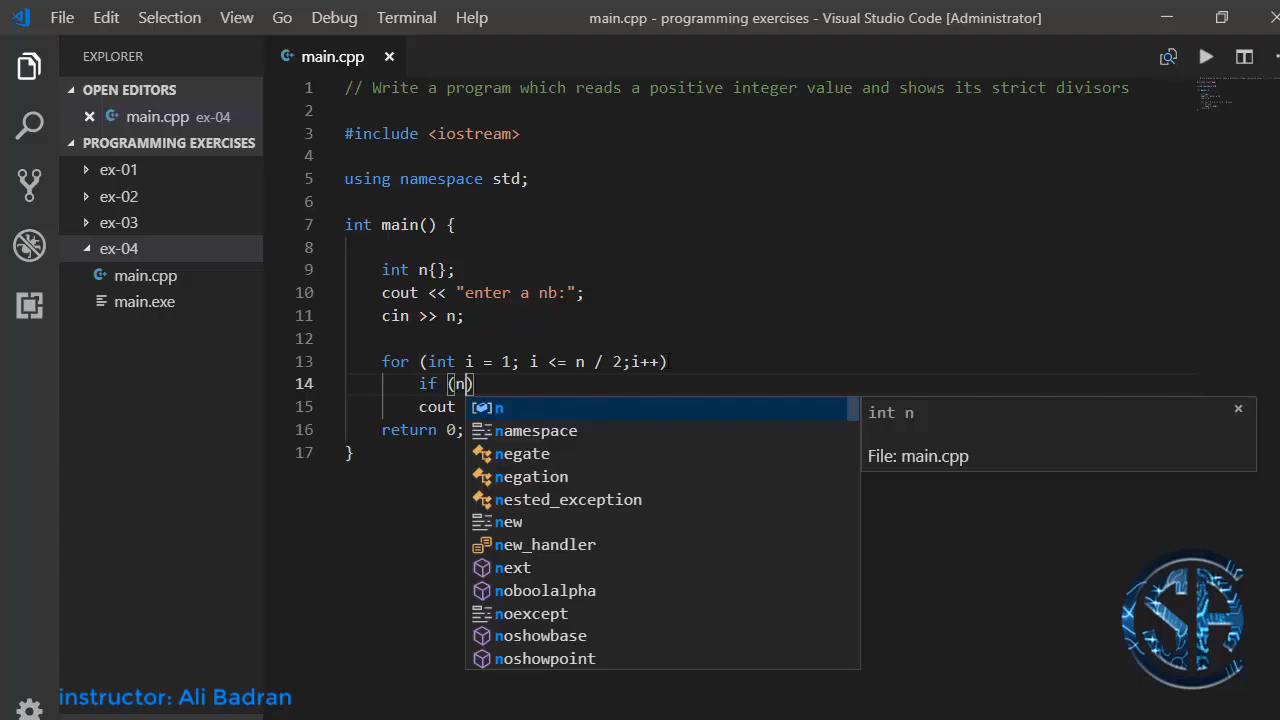 File Edit Selection View Go Debug Terminal Help main.cpp - programming exercises - Visual Studio Code [Administrator]
EXPLORER
OPEN EDITORS
main.cpp ex-04
PROGRAMMING EXERCISES
ex-01
ex-02
ex-03
ex-04
main.cpp
main.exe
main.cpp
1 // Write a program which reads a positive integer value and shows its strict divisors
2
3 #include <iostream>
4
5 using namespace std;
6
7 int main() {
8
9 int n{};
10 cout << "enter a nb:";
11 cin >> n;
12
13 for (int i = 1; i <= n / 2;i++)
14 if (n)
15 cout
16 return 0;
17 }
n
namespace
negate
negation
nested_exception
new
new_handler
next
noboolalpha
noexcept
noshowbase
noshowpoint
int n
File: main.cpp
instructor: Ali Badran